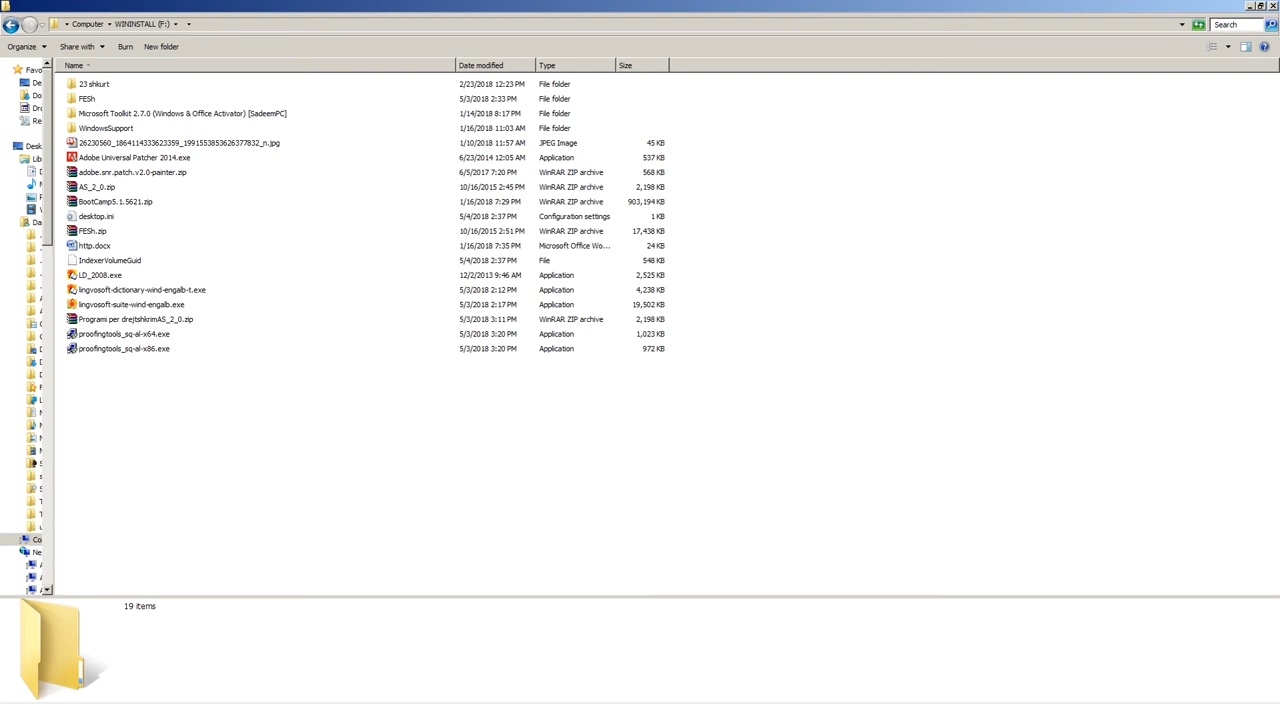 Computer WININSTALL (F:)
Search
Organize Share with Burn New folder
Name Date modified Type Size
23 shkurt 2/23/2018 12:23 PM File folder
FESh 5/3/2018 2:33 PM File folder
Microsoft Toolkit 2.7.0 (Windows & Office Activator) [SadeemPC] 1/14/2018 8:17 PM File folder
WindowsSupport 1/16/2018 11:03 AM File folder
26230560_1864114333623359_1991553853626377832_n.jpg 1/10/2018 11:57 AM JPEG Image 45 KB
Adobe Universal Patcher 2014.exe 6/23/2014 12:05 AM Application 537 KB
adobe.snr.patch.v2.0-painter.zip 6/5/2017 7:20 PM WinRAR ZIP archive 568 KB
AS_2_0.zip 10/16/2015 2:45 PM WinRAR ZIP archive 2,198 KB
BootCamp5.1.5621.zip 1/16/2018 7:29 PM WinRAR ZIP archive 903,194 KB
desktop.ini 5/4/2018 2:37 PM Configuration settings 1 KB
FESh.zip 10/16/2015 2:51 PM WinRAR ZIP archive 17,438 KB
http.docx 1/16/2018 7:35 PM Microsoft Office Wo... 24 KB
IndexerVolumeGuid 5/4/2018 2:37 PM File 548 KB
LD_2008.exe 12/2/2013 9:46 AM Application 2,525 KB
lingvosoft-dictionary-wind-engalb-t.exe 5/3/2018 2:12 PM Application 4,238 KB
lingvosoft-suite-wind-engalb.exe 5/3/2018 2:17 PM Application 19,502 KB
Programi per drejtshkrimAS_2_0.zip 5/3/2018 3:11 PM WinRAR ZIP archive 2,198 KB
proofingtools_sq-al-x64.exe 5/3/2018 3:20 PM Application 1,023 KB
proofingtools_sq-al-x86.exe 5/3/2018 3:20 PM Application 972 KB
Favo
De
Do
Dro
Re
Desk
Lib
Da
Co
Ne
19 items